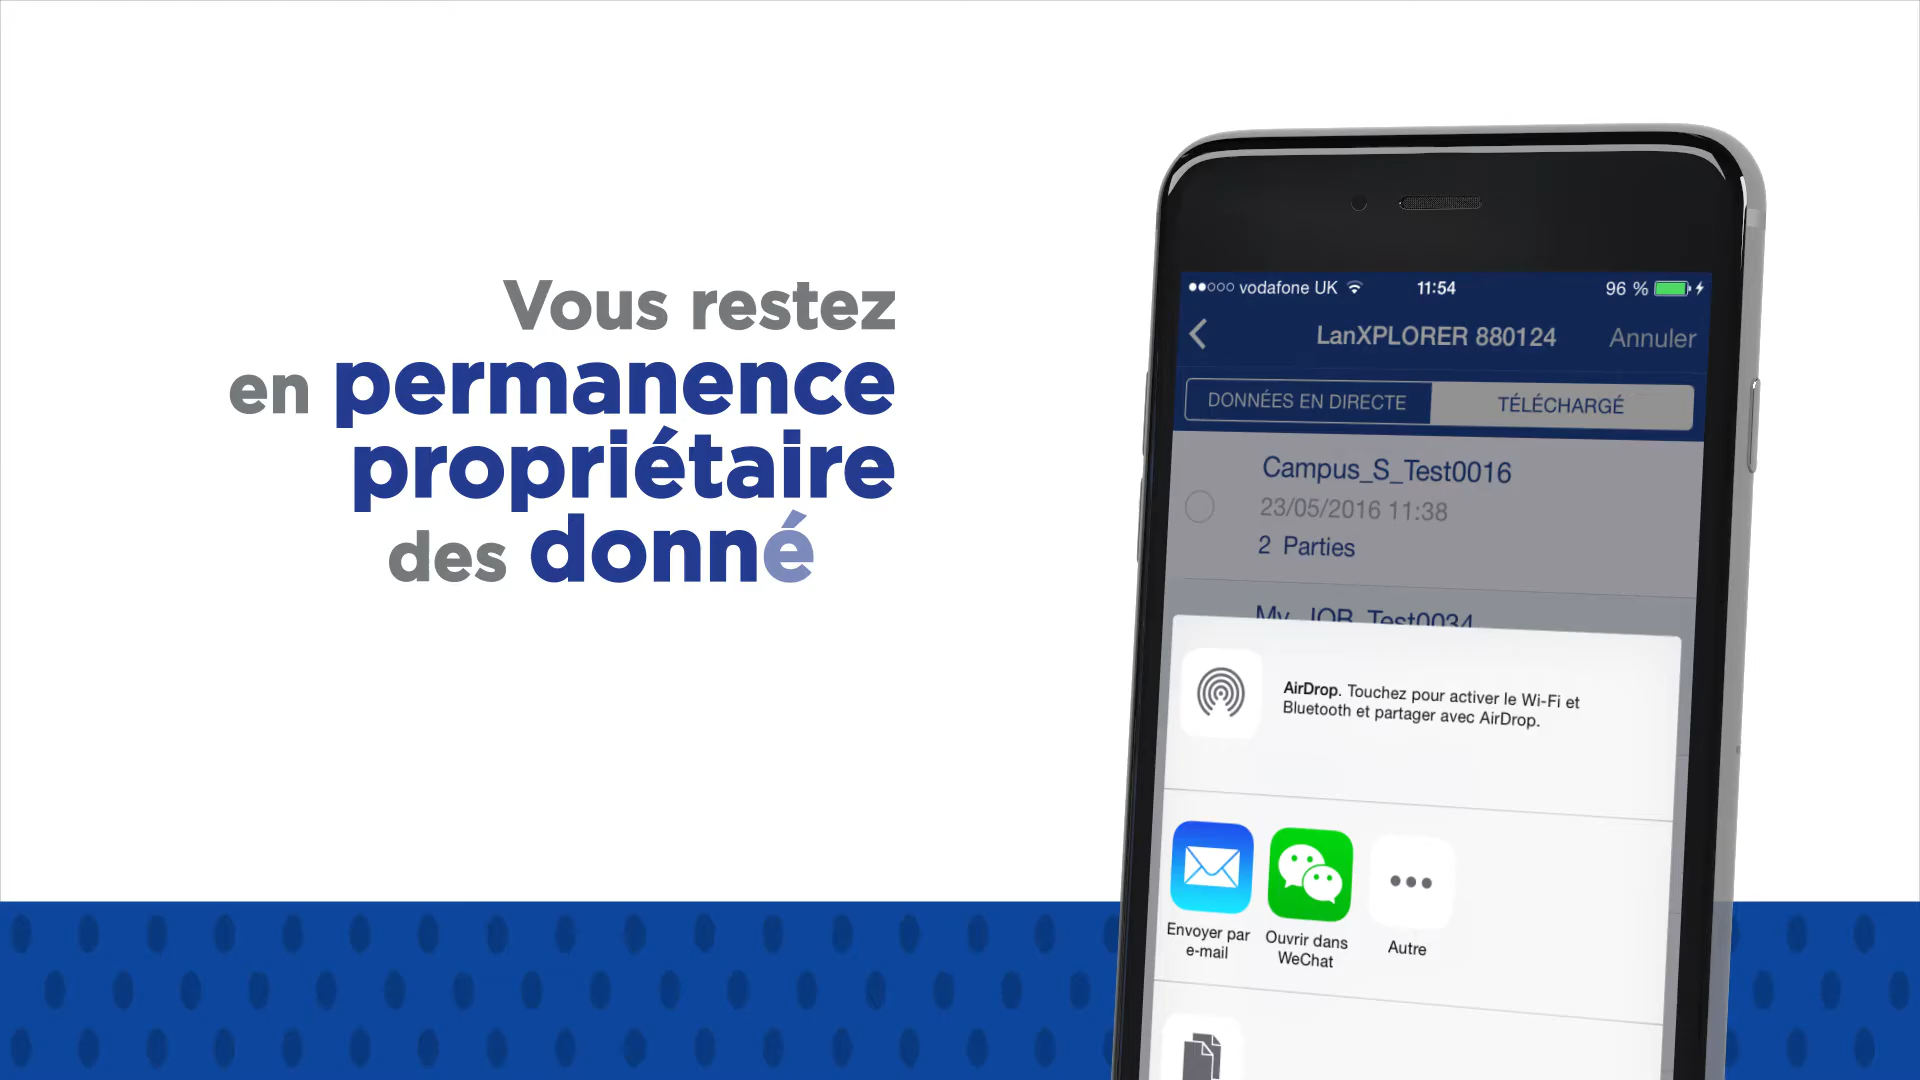 Vous restez
en permanence
propriétaire
des donné
vodafone UK 11:54 96 %
LanXPLORER 880124 Annuler
DONNÉES EN DIRECTE TÉLÉCHARGÉ
Campus_S_Test0016
23/05/2016 11:38
2 Parties
My_JOB_Test0034
AirDrop. Touchez pour activer le Wi-Fi et
Bluetooth et partager avec AirDrop.
Envoyer par
e-mail
Ouvrir dans
WeChat
Autre